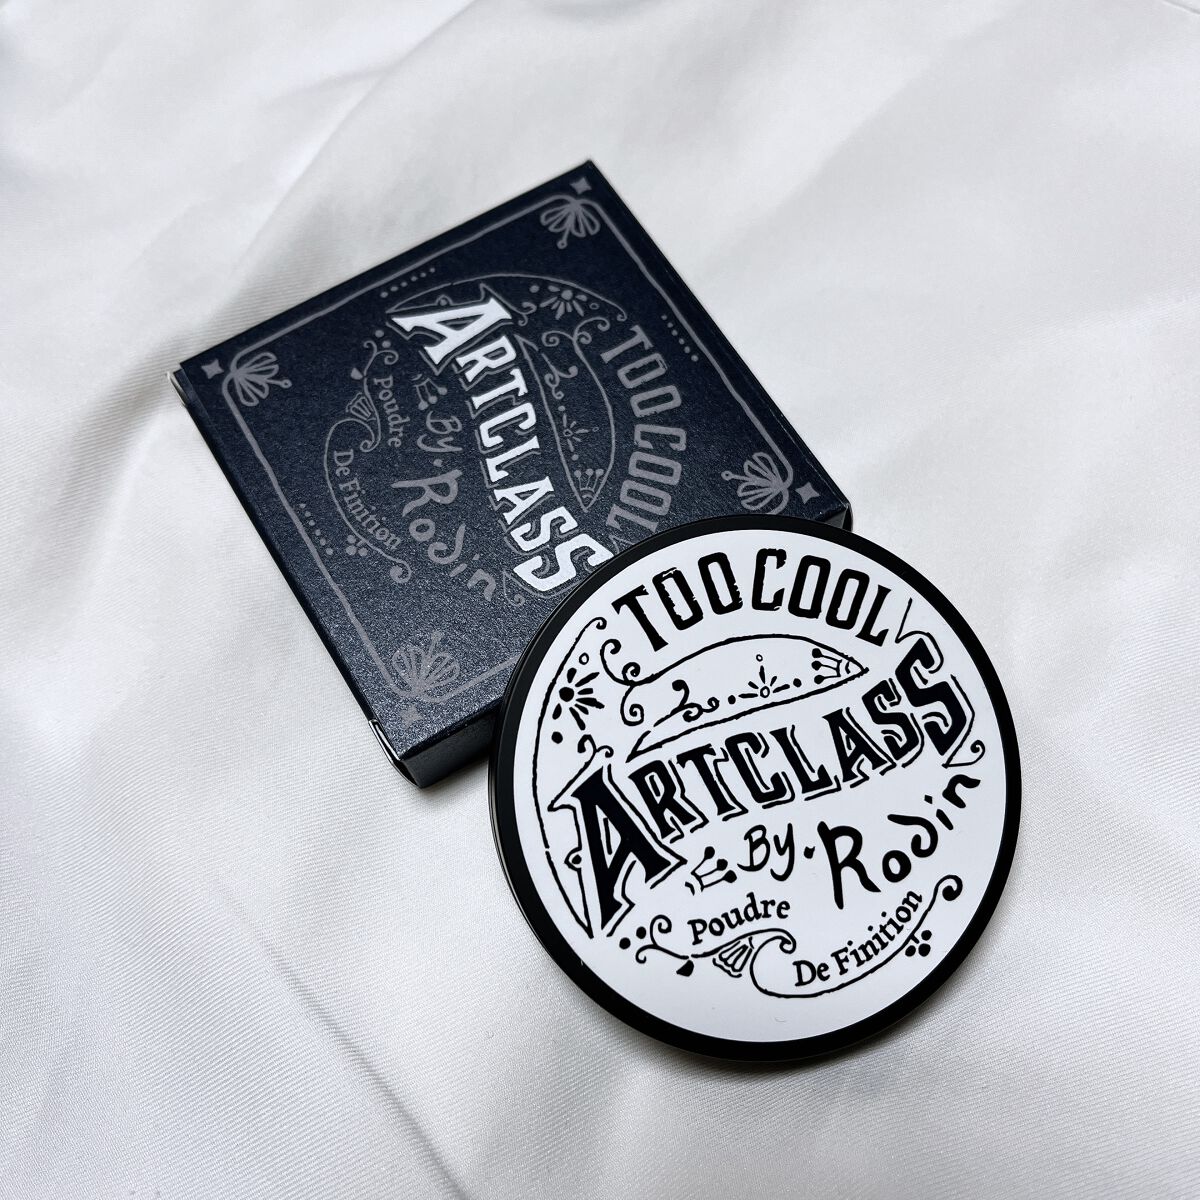 TOO COOL
ARTCLASS
By. Rodin
Poudre
De Finition
TOO COOL
ARTCLASS
By. Rodin
Poudre
De Finition